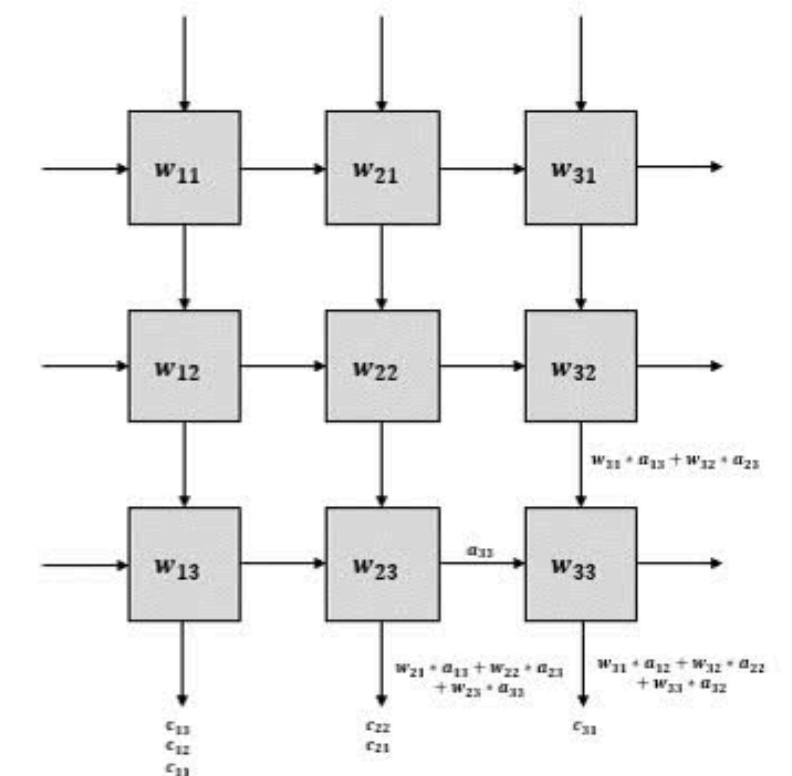 w₁₁ w₂₁ w₃₁
w₁₂ w₂₂ w₃₂
w₃₁ * a₁₃ + w₃₂ * a₂₃
a₃₃
w₁₃ w₂₃ w₃₃
w₂₁ * a₁₃ + w₂₂ * a₂₃
+ w₂₃ * a₃₃
w₃₁ * a₁₂ + w₃₂ * a₂₂
+ w₃₃ * a₃₂
c₁₃ c₂₂ c₃₁
c₁₂ c₂₁
c₁₁